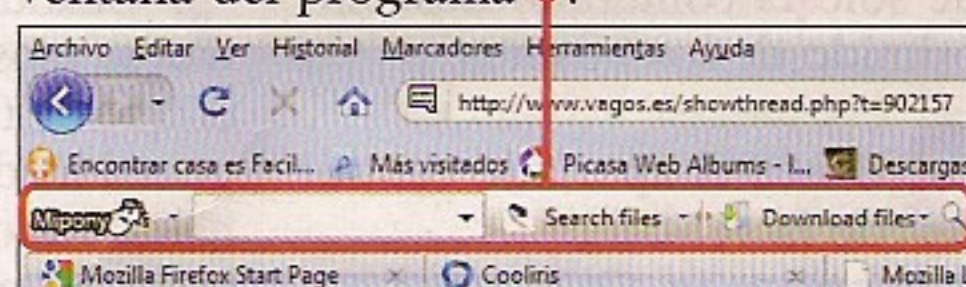 ventana del programa
Archivo Editar Ver Historial Marcadores Herramientas Ayuda
http://www.vagos.es/showthread.php?t=902157
Encontrar casa es Facil... Más visitados Picasa Web Albums - I... Descargas
Mipony Search files Download files
Mozilla Firefox Start Page Cooliris Mozilla